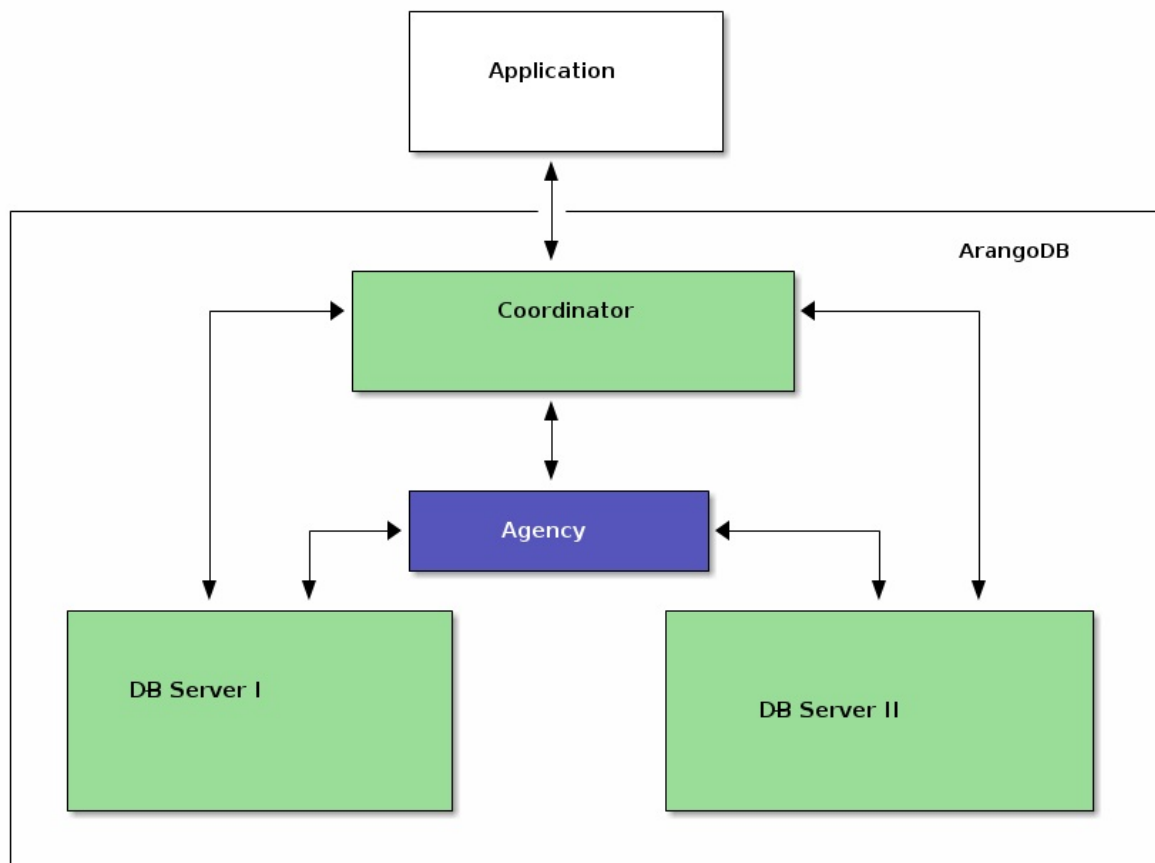 Application
ArangoDB
Coordinator
Agency
DB Server I
DB Server II